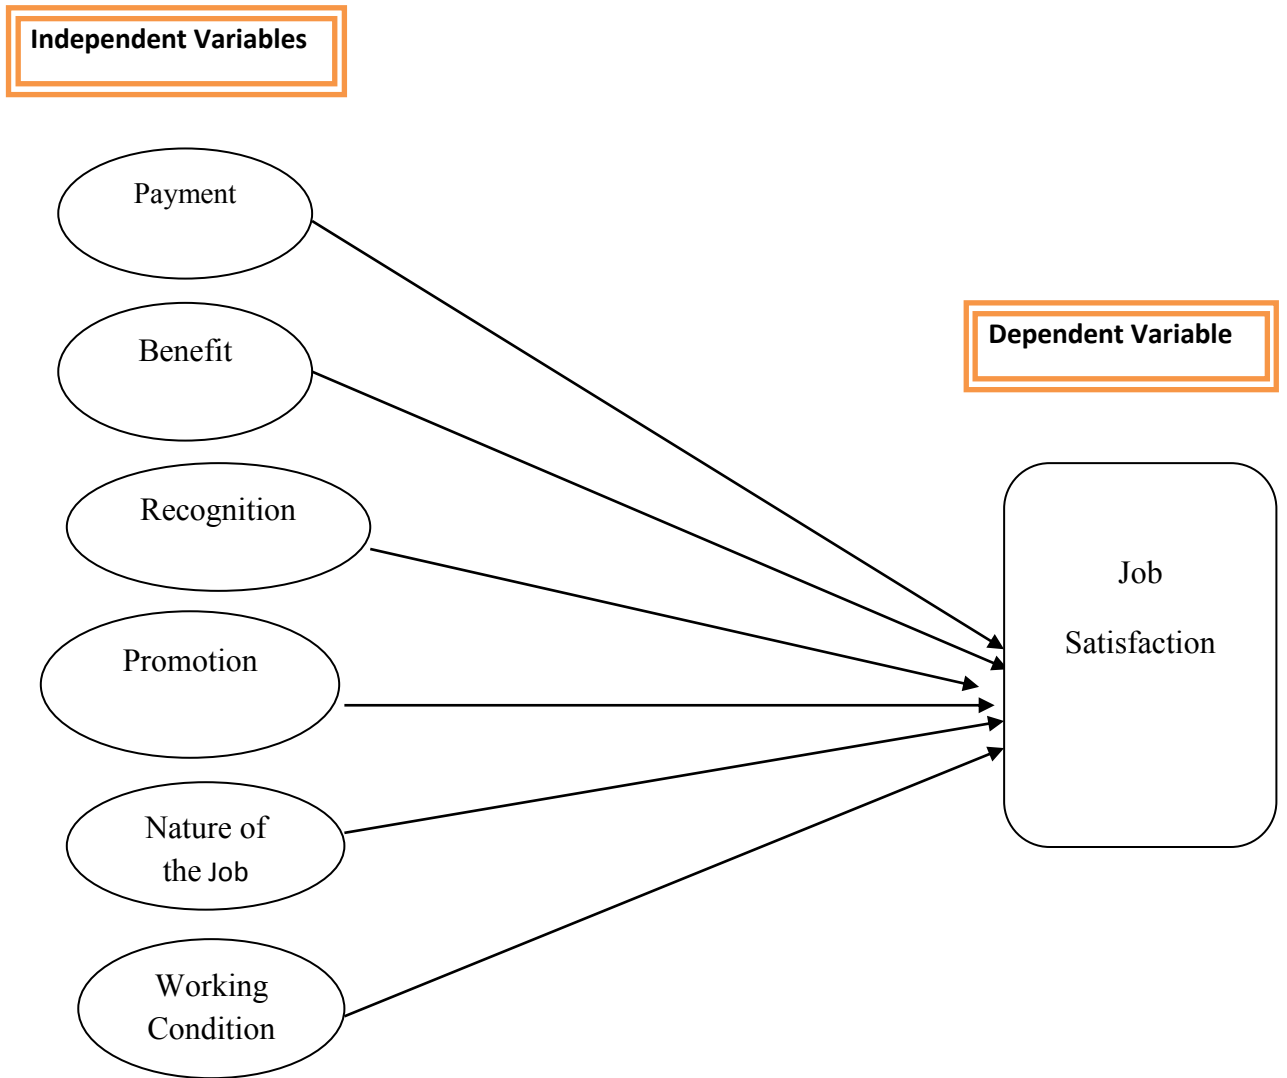 Independent Variables
Payment
Benefit
Recognition
Promotion
Nature of
the Job
Working
Condition
Dependent Variable
Job
Satisfaction